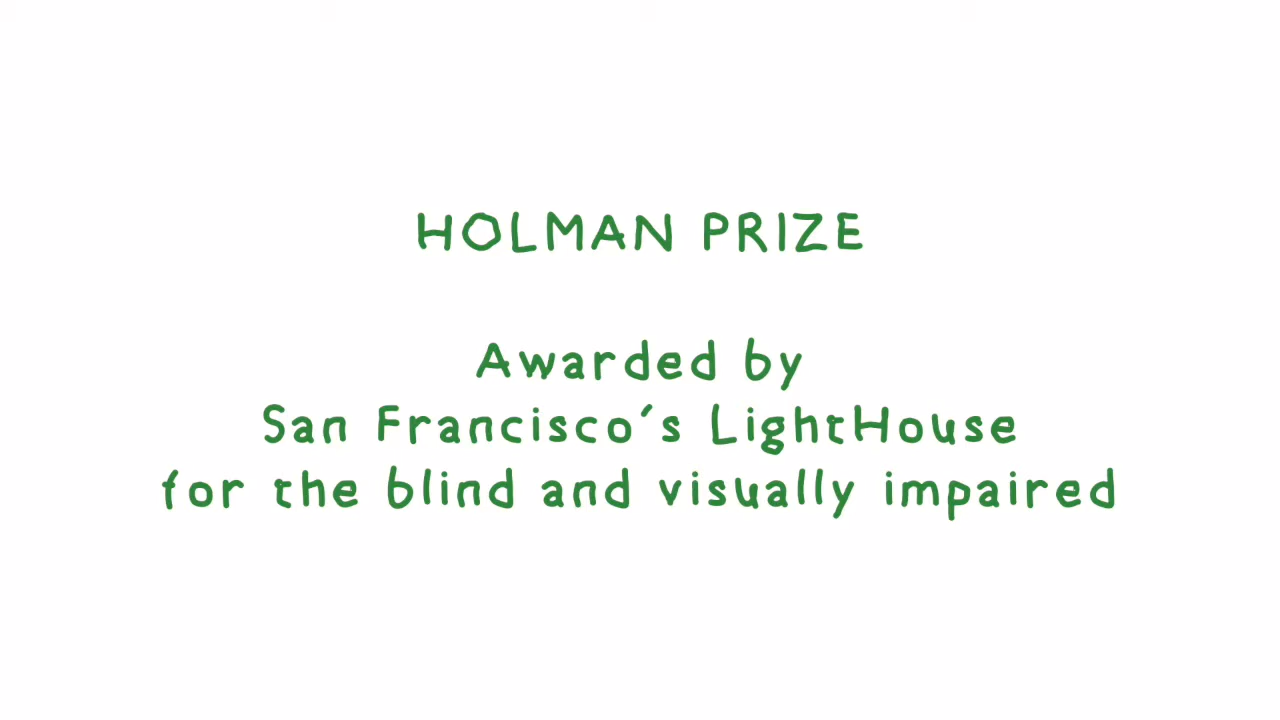 HOLMAN PRIZE
Awarded by
San Francisco's LightHouse
for the blind and visually impaired